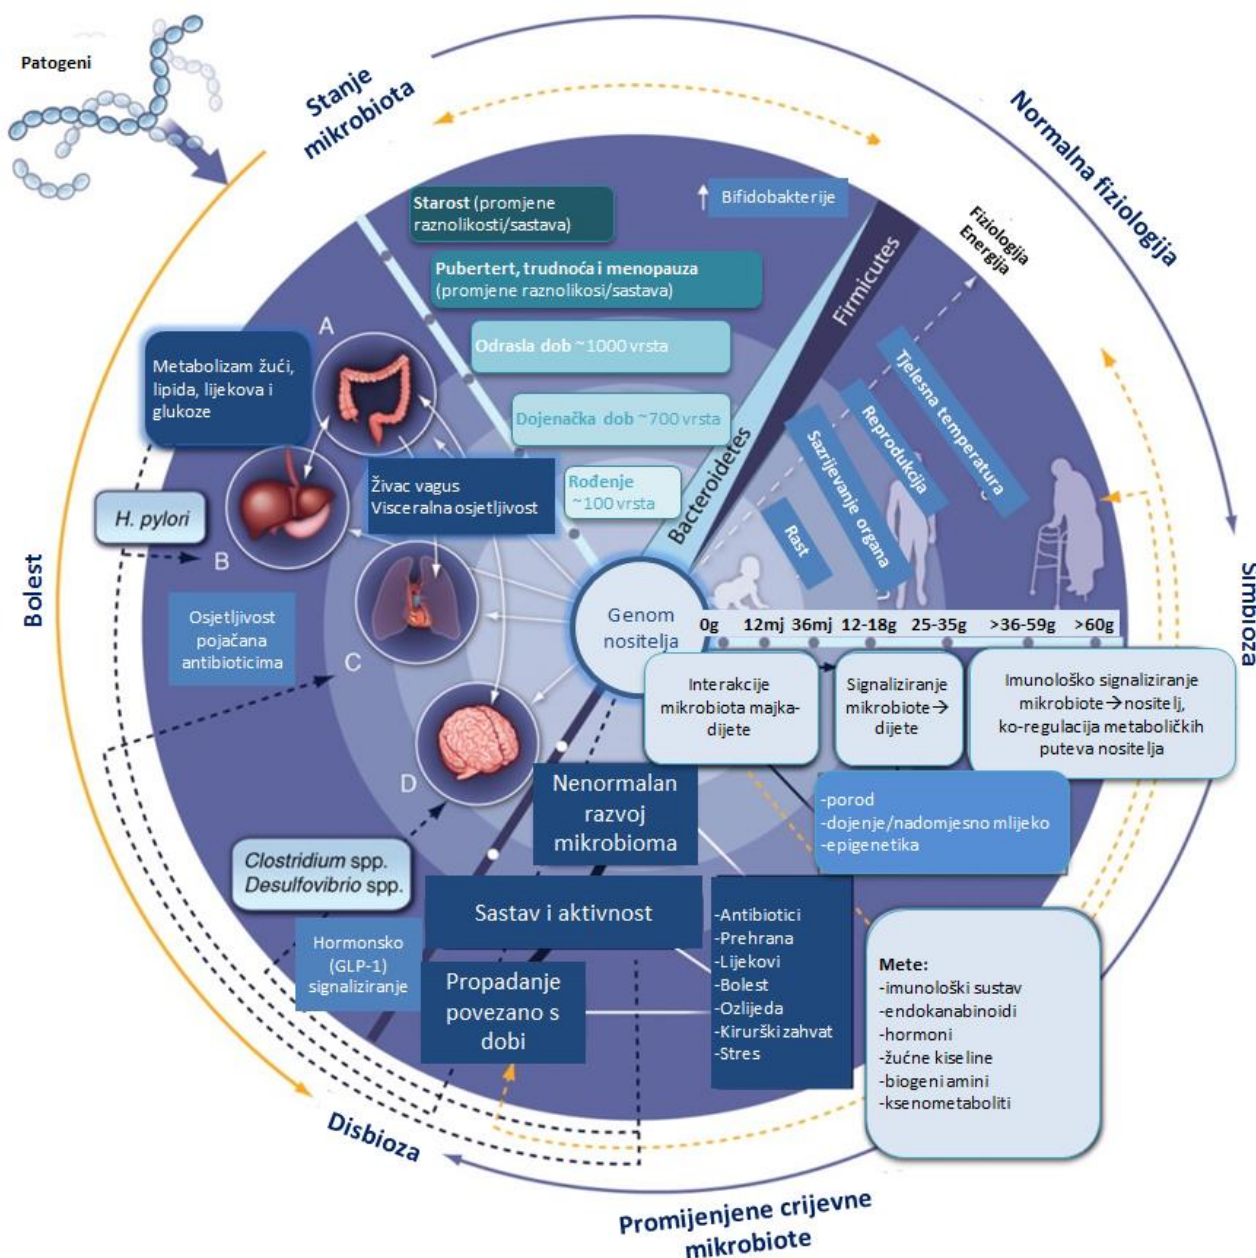 Patogeni
Stanje
mikrobiota
Normalna fiziologija
Starost (promjene
raznolikosti/sastava)
Bifidobakterije
Fiziologija
Energija
Pubertert, trudnoća i menopauza
(promjene raznolikosi/sastava)
Firmicutes
Bacteroidetes
Odrasla dob ~1000 vrsta
Dojenačka dob ~700 vrsta
Rođenje
~100 vrsta
Tjelesna temperatura
Reprodukcija
Sazrijevanje organa
Rast
A
Metabolizam žući,
lipida, lijekova i
glukoze
Živac vagus
Visceralna osjetljivost
H. pylori
B
Bolest
Osjetljivost
pojačana
antibioticima
C
D
Genom
nositelja
0g 12mj 36mj 12-18g 25-35g >36-59g >60g
Simbioza
Interakcije
mikrobiota majka-
dijete
Signaliziranje
mikrobiote→
dijete
Imunološko signaliziranje
mikrobiote→nositelj,
ko-regulacija metaboličkih
puteva nositelja
-porod
-dojenje/nadomjesno mlijeko
-epigenetika
Nenormalan
razvoj
mikrobioma
Clostridium spp.
Desulfovibrio spp.
Sastav i aktivnost
Hormonsko
(GLP-1)
signaliziranje
Propadanje
povezano s
dobi
-Antibiotici
-Prehrana
-Lijekovi
-Bolest
-Ozlijeda
-Kirurški zahvat
-Stres
Mete:
-imunološki sustav
-endokanabinoidi
-hormoni
-žućne kiseline
-biogeni amini
-ksenometaboliti
Disbioza
Promijenjene crijevne
mikrobiote